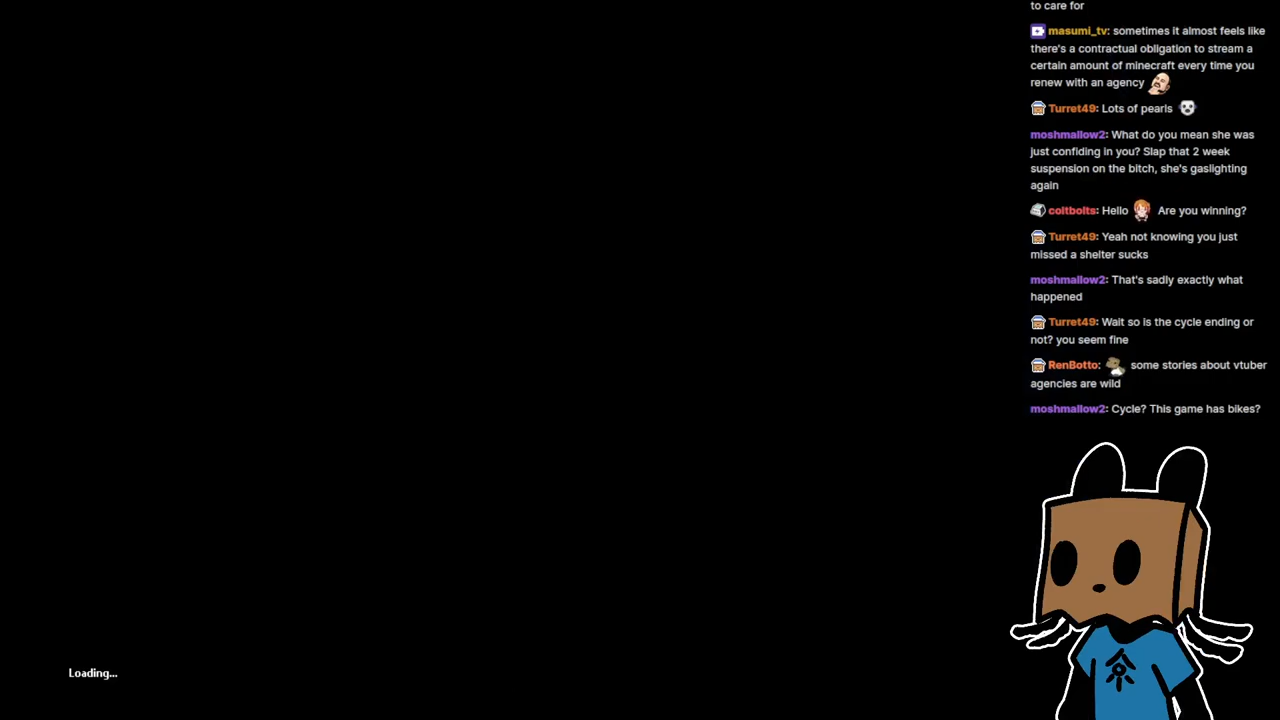 to care for
masumi_tv: sometimes it almost feels like
there's a contractual obligation to stream a
certain amount of minecraft every time you
renew with an agency
Turret49: Lots of pearls
moshmallow2: What do you mean she was
just confiding in you? Slap that 2 week
suspension on the bitch, she's gaslighting
again
coltbolts: Hello Are you winning?
Turret49: Yeah not knowing you just
missed a shelter sucks
moshmallow2: That's sadly exactly what
happened
Turret49: Wait so is the cycle ending or
not? you seem fine
RenBotto: some stories about vtuber
agencies are wild
moshmallow2: Cycle? This game has bikes?
Loading...